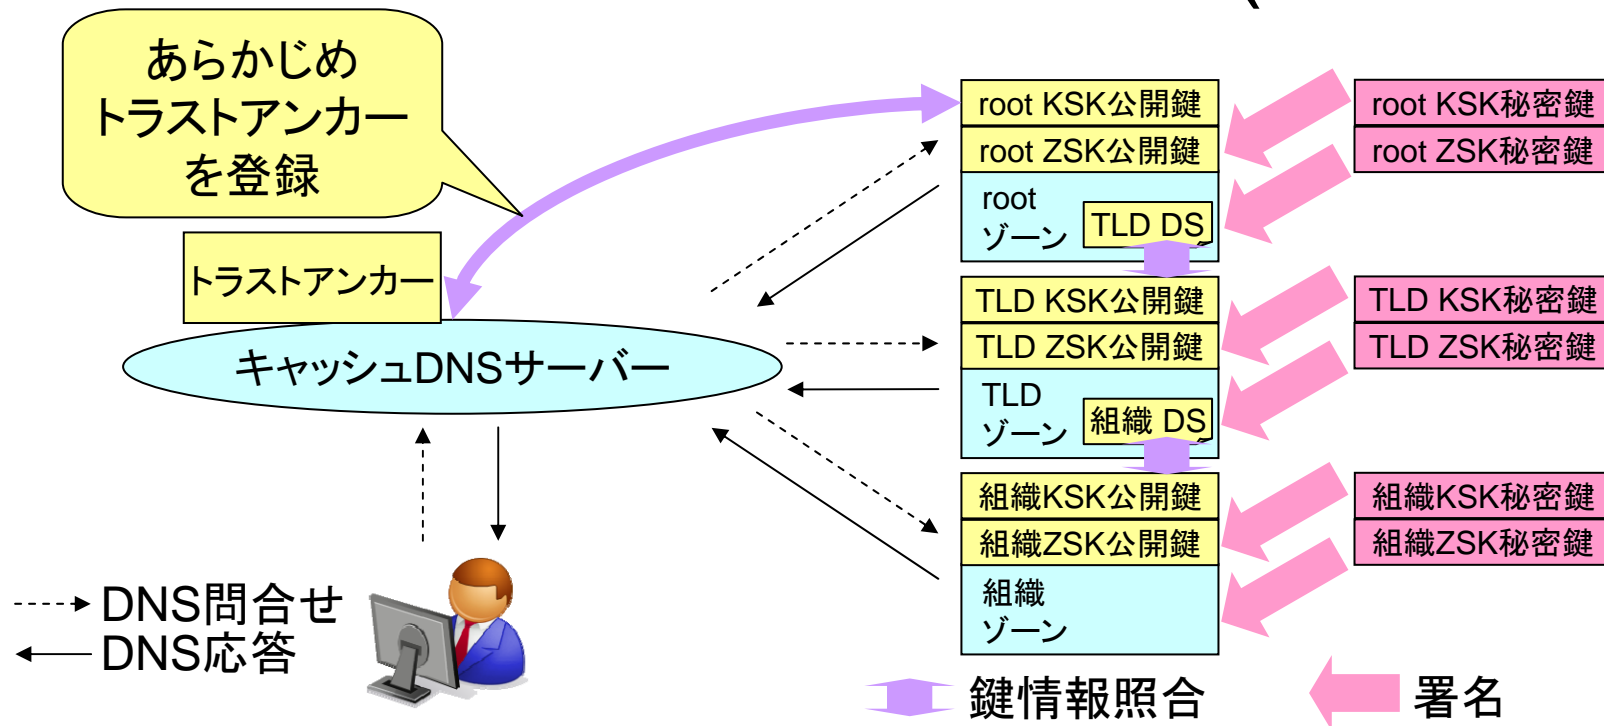 あらかじめ
トラストアンカー
を登録
トラストアンカー
キャッシュDNSサーバー
root KSK公開鍵
root ZSK公開鍵
root
ゾーン
TLD DS
TLD KSK公開鍵
TLD ZSK公開鍵
TLD
ゾーン
組織 DS
組織KSK公開鍵
組織ZSK公開鍵
組織
ゾーン
root KSK秘密鍵
root ZSK秘密鍵
TLD KSK秘密鍵
TLD ZSK秘密鍵
組織KSK秘密鍵
組織ZSK秘密鍵
DNS問合せ
DNS応答
鍵情報照合
署名